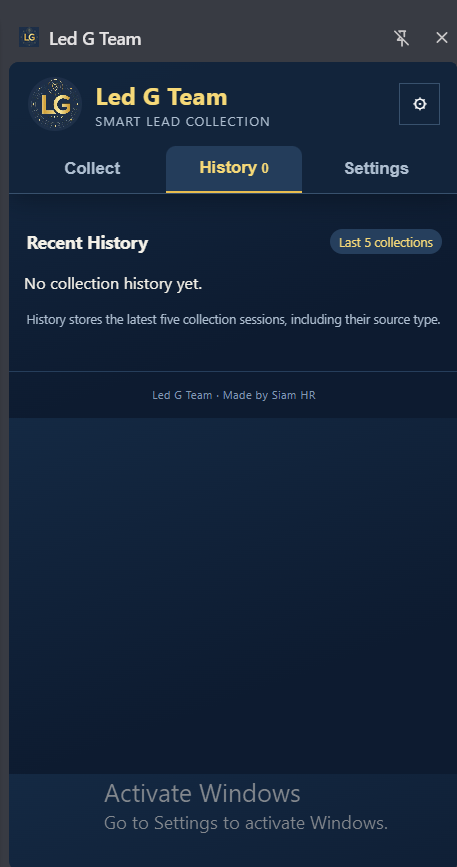 LG
Led G Team
LG
Led G Team
SMART LEAD COLLECTION
Collect
History 0
Settings
Recent History
Last 5 collections
No collection history yet.
History stores the latest five collection sessions, including their source type.
Led G Team · Made by Siam HR
Activate Windows
Go to Settings to activate Windows.